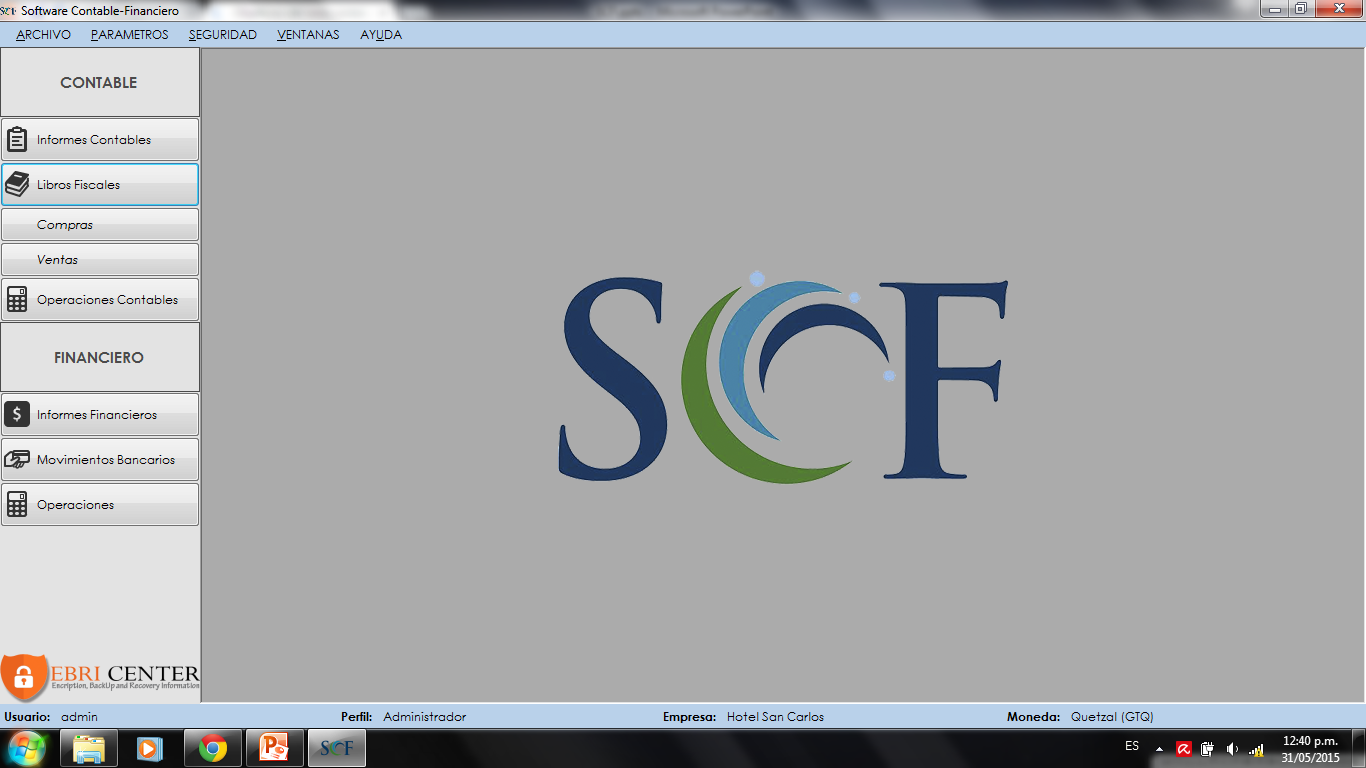 SCF Software Contable-Financiero
ARCHIVO PARAMETROS SEGURIDAD VENTANAS AYUDA
CONTABLE
Informes Contables
Libros Fiscales
Compras
Ventas
Operaciones Contables
FINANCIERO
$ Informes Financieros
Movimientos Bancarios
Operaciones
SCF
EBRI CENTER
Encription, BackUp and Recovery Information
Usuario: admin Perfil: Administrador Empresa: Hotel San Carlos Moneda: Quetzal (GTQ)
SCF ES 12:40 p.m.
31/05/2015